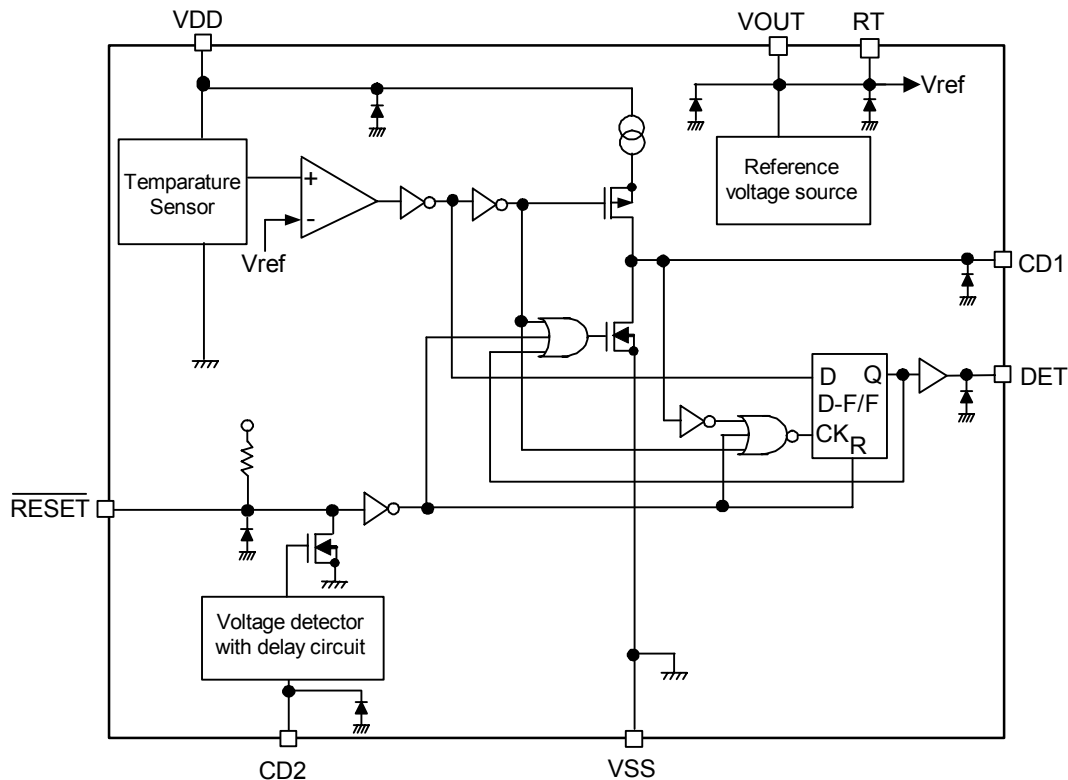 VDD
VOUT
RT
Vref
Temparature
Sensor
+
-
Vref
Reference
voltage source
CD1
D
Q
D-F/F
CK
R
DET
RESET
Voltage detector
with delay circuit
CD2
VSS